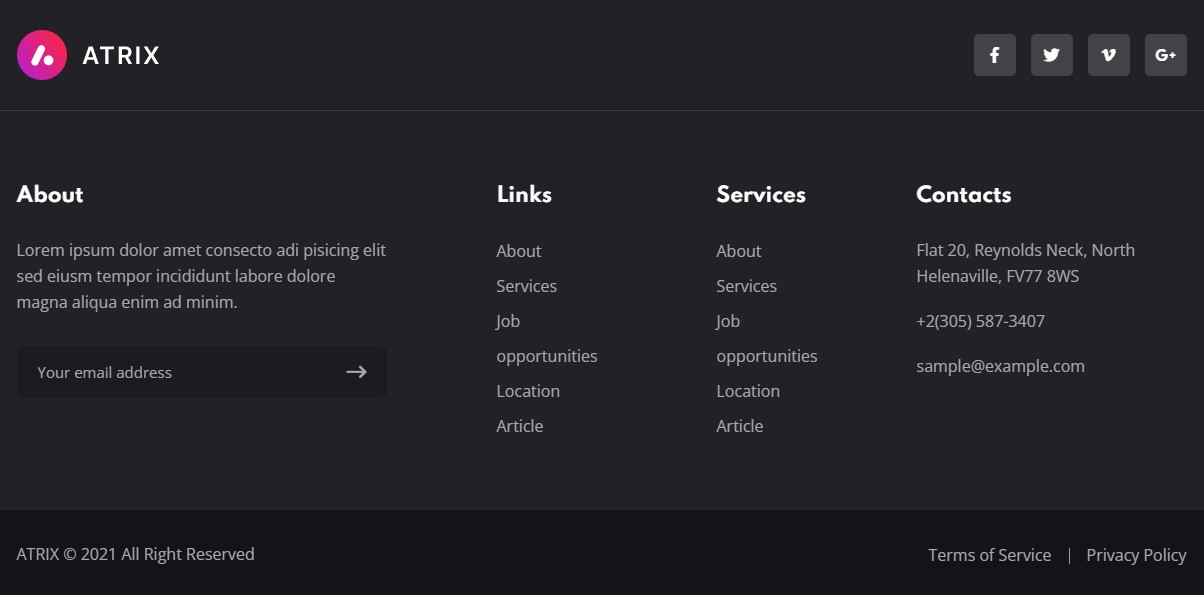 ATRIX
About
Lorem ipsum dolor amet consecto adi pisicing elit
sed eiusm tempor incididunt labore dolore
magna aliqua enim ad minim.
Your email address
Links
About
Services
Job
opportunities
Location
Article
Services
About
Services
Job
opportunities
Location
Article
Contacts
Flat 20, Reynolds Neck, North
Helenaville, FV77 8WS
+2(305) 587-3407
sample@example.com
ATRIX © 2021 All Right Reserved
Terms of Service | Privacy Policy